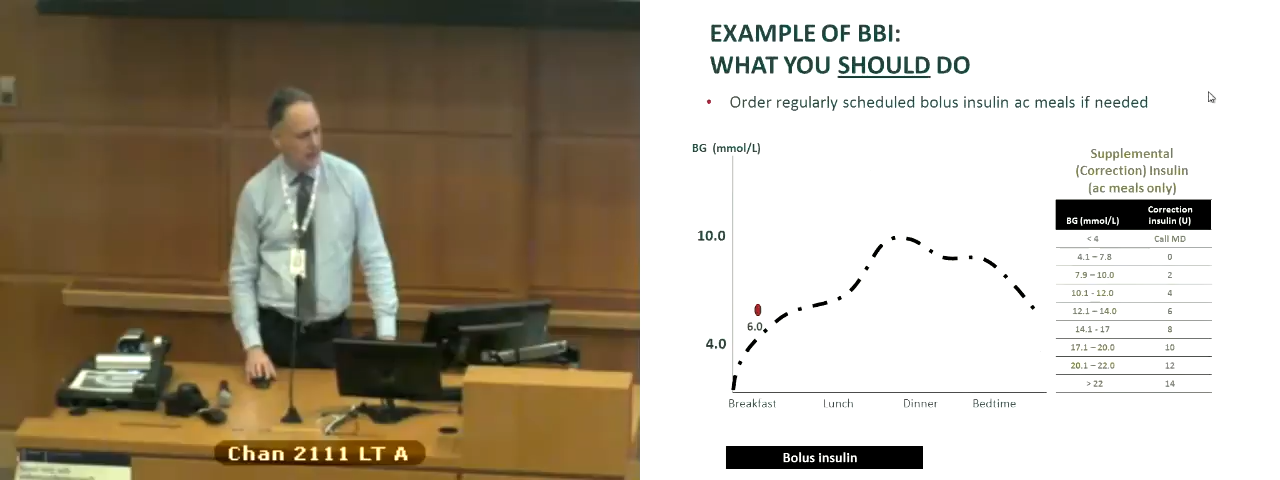 EXAMPLE OF BBI:
WHAT YOU SHOULD DO
• Order regularly scheduled bolus insulin ac meals if needed
BG (mmol/L)
10.0
6.0
4.0
Breakfast Lunch Dinner Bedtime
Supplemental
(Correction) Insulin
(ac meals only)
BG (mmol/L) Correction insulin (U)
< 4 Call MD
4.1 – 7.8 0
7.9 – 10.0 2
10.1 - 12.0 4
12.1 – 14.0 6
14.1 - 17 8
17.1 – 20.0 10
20.1 – 22.0 12
> 22 14
Bolus insulin
Chan 2111 LT A